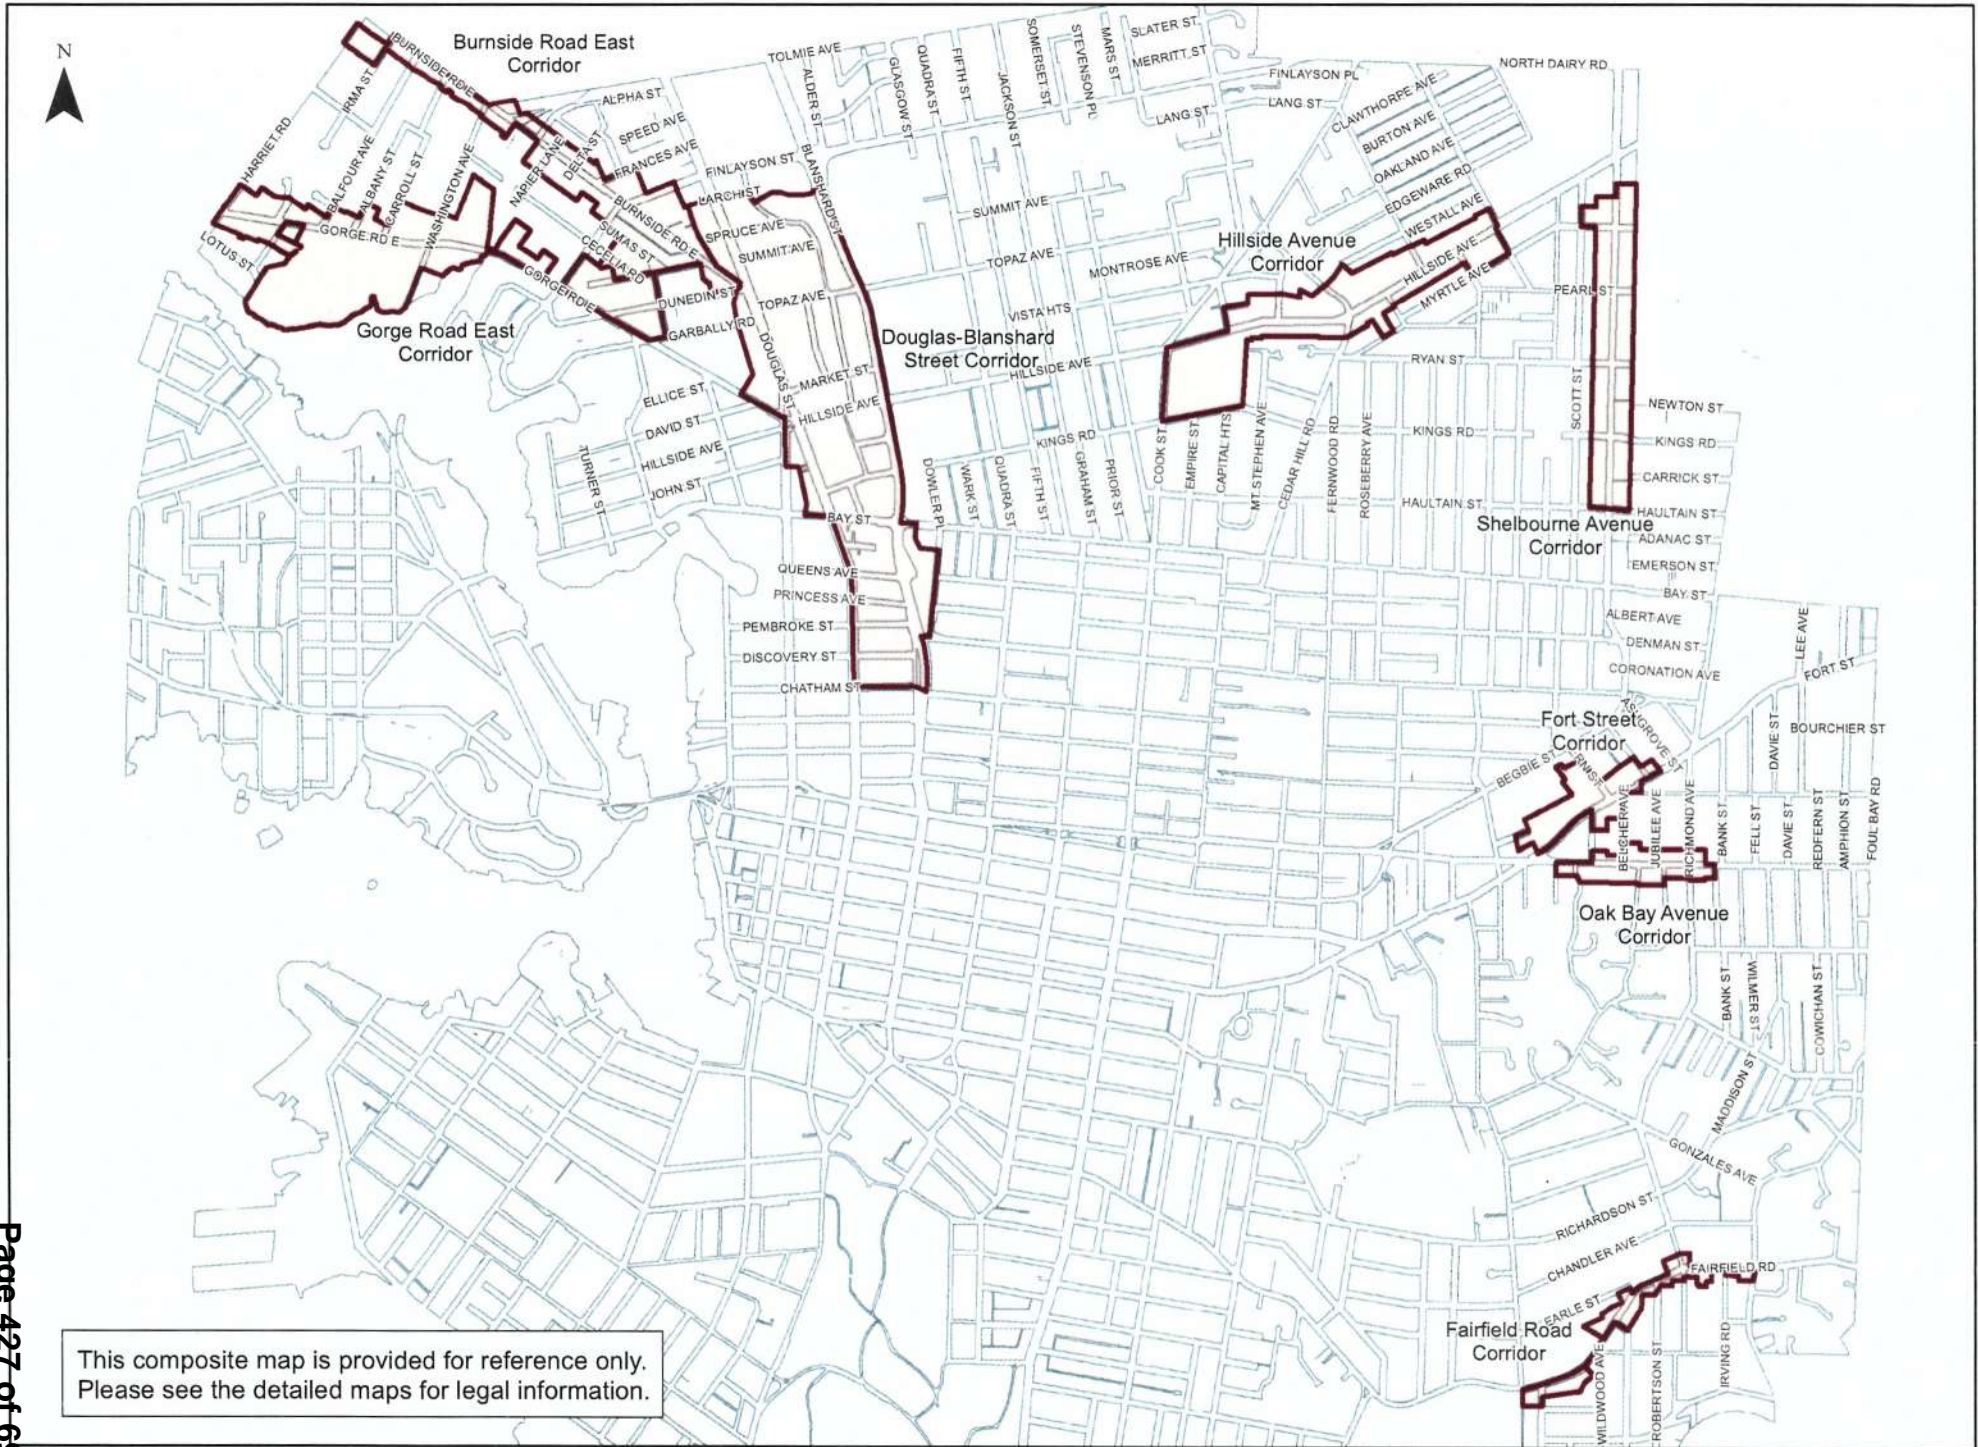 N
Burnside Road East
Corridor
BURNSIDE RD E
IRMA ST
HARRIET RD
BALFOUR AVE
ALBANY ST
CARROLL ST
WASHINGTON AVE
NAPIER LANE
DELTA ST
ALPHA ST
SPEED AVE
FRANCES AVE
FINLAYSON ST
LARCH ST
TOLMIE AVE
ALDER ST
BLANSHARD ST
GLASGOW ST
QUADRA ST
FIFTH ST
JACKSON ST
SOMERSET ST
STEVENSON PL
MARS ST
SLATER ST
MERRITT ST
LANG ST
FINLAYSON PL
LANG ST
CLAWTHORPE AVE
BURTON AVE
OAKLAND AVE
EDGEWARE RD
WESTALL AVE
NORTH DAIRY RD
LOTUS ST
GORGE RD E
GORGE RD E
BURNSIDE RD E
SUMAS ST
CECELIA RD
DUNEDIN ST
GARBALLY RD
SPRUCE AVE
SUMMIT AVE
TOPAZ AVE
DOUGLAS ST
MARKET ST
HILLSIDE AVE
Gorge Road East
Corridor
Douglas-Blanshard
Street Corridor
SUMMIT AVE
TOPAZ AVE
MONTROSE AVE
VISTA HTS
HILLSIDE AVE
KINGS RD
Hillside Avenue
Corridor
HILLSIDE AVE
MYRTLE AVE
PEARL ST
RYAN ST
SCOTT ST
NEWTON ST
KINGS RD
KINGS RD
CARRICK ST
HAULTAIN ST
HAULTAIN ST
Shelbourne Avenue
Corridor
ADANAC ST
EMERSON ST
BAY ST
ALBERT AVE
DENMAN ST
CORONATION AVE
ELLICE ST
DAVID ST
HILLSIDE AVE
JOHN ST
TURNER ST
DOWLER PL
WARK ST
QUADRA ST
FIFTH ST
GRAHAM ST
PRIOR ST
COOK ST
EMPIRE ST
CAPITAL HTS
MT STEPHEN AVE
CEDAR HILL RD
FERNWOOD RD
ROSEBERRY AVE
BAY ST
QUEENS AVE
PRINCESS AVE
PEMBROKE ST
DISCOVERY ST
CHATHAM ST
LEE AVE
FORT ST
Fort Street
Corridor
ASHGROVE ST
BEGBIE ST
DAVIE ST
BOURCHIER ST
BELCHER AVE
JUBILEE AVE
RICHMOND AVE
BANK ST
FELL ST
DAVIE ST
REDFERN ST
AMPHION ST
FOUL BAY RD
Oak Bay Avenue
Corridor
BANK ST
WILMER ST
COWICHAN ST
MADDISON ST
GONZALES AVE
RICHARDSON ST
CHANDLER AVE
FAIRFIELD RD
EARLE ST
Fairfield Road
Corridor
WILDWOOD AVE
ROBERTSON ST
IRVING RD
This composite map is provided for reference only.
Please see the detailed maps for legal information.